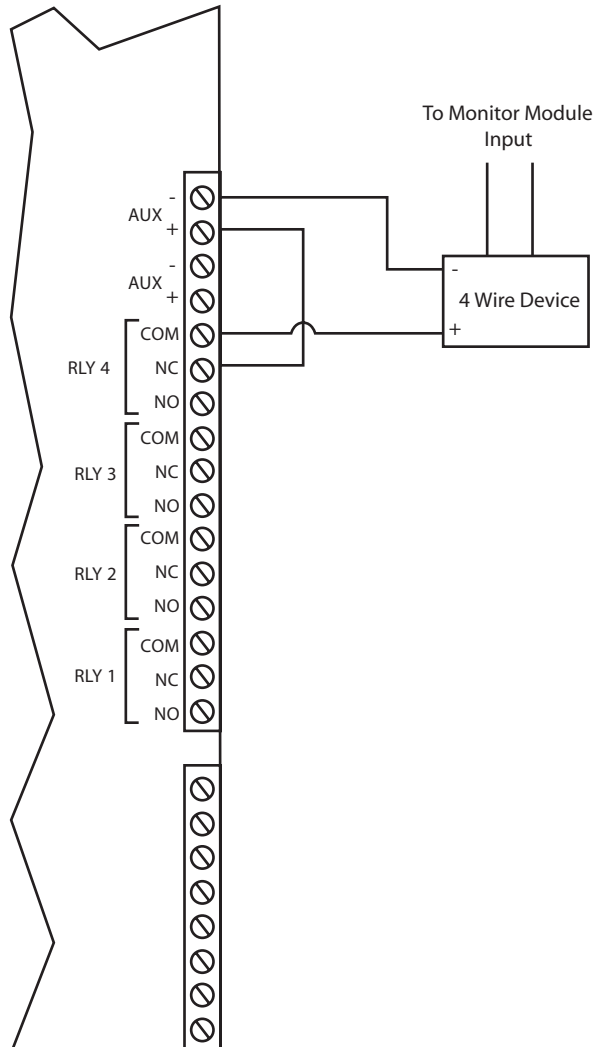 To Monitor Module
Input
-
AUX
+
-
AUX
+
-
4 Wire Device
+
COM
RLY 4
NC
NO
COM
RLY 3
NC
NO
COM
RLY 2
NC
NO
COM
RLY 1
NC
NO